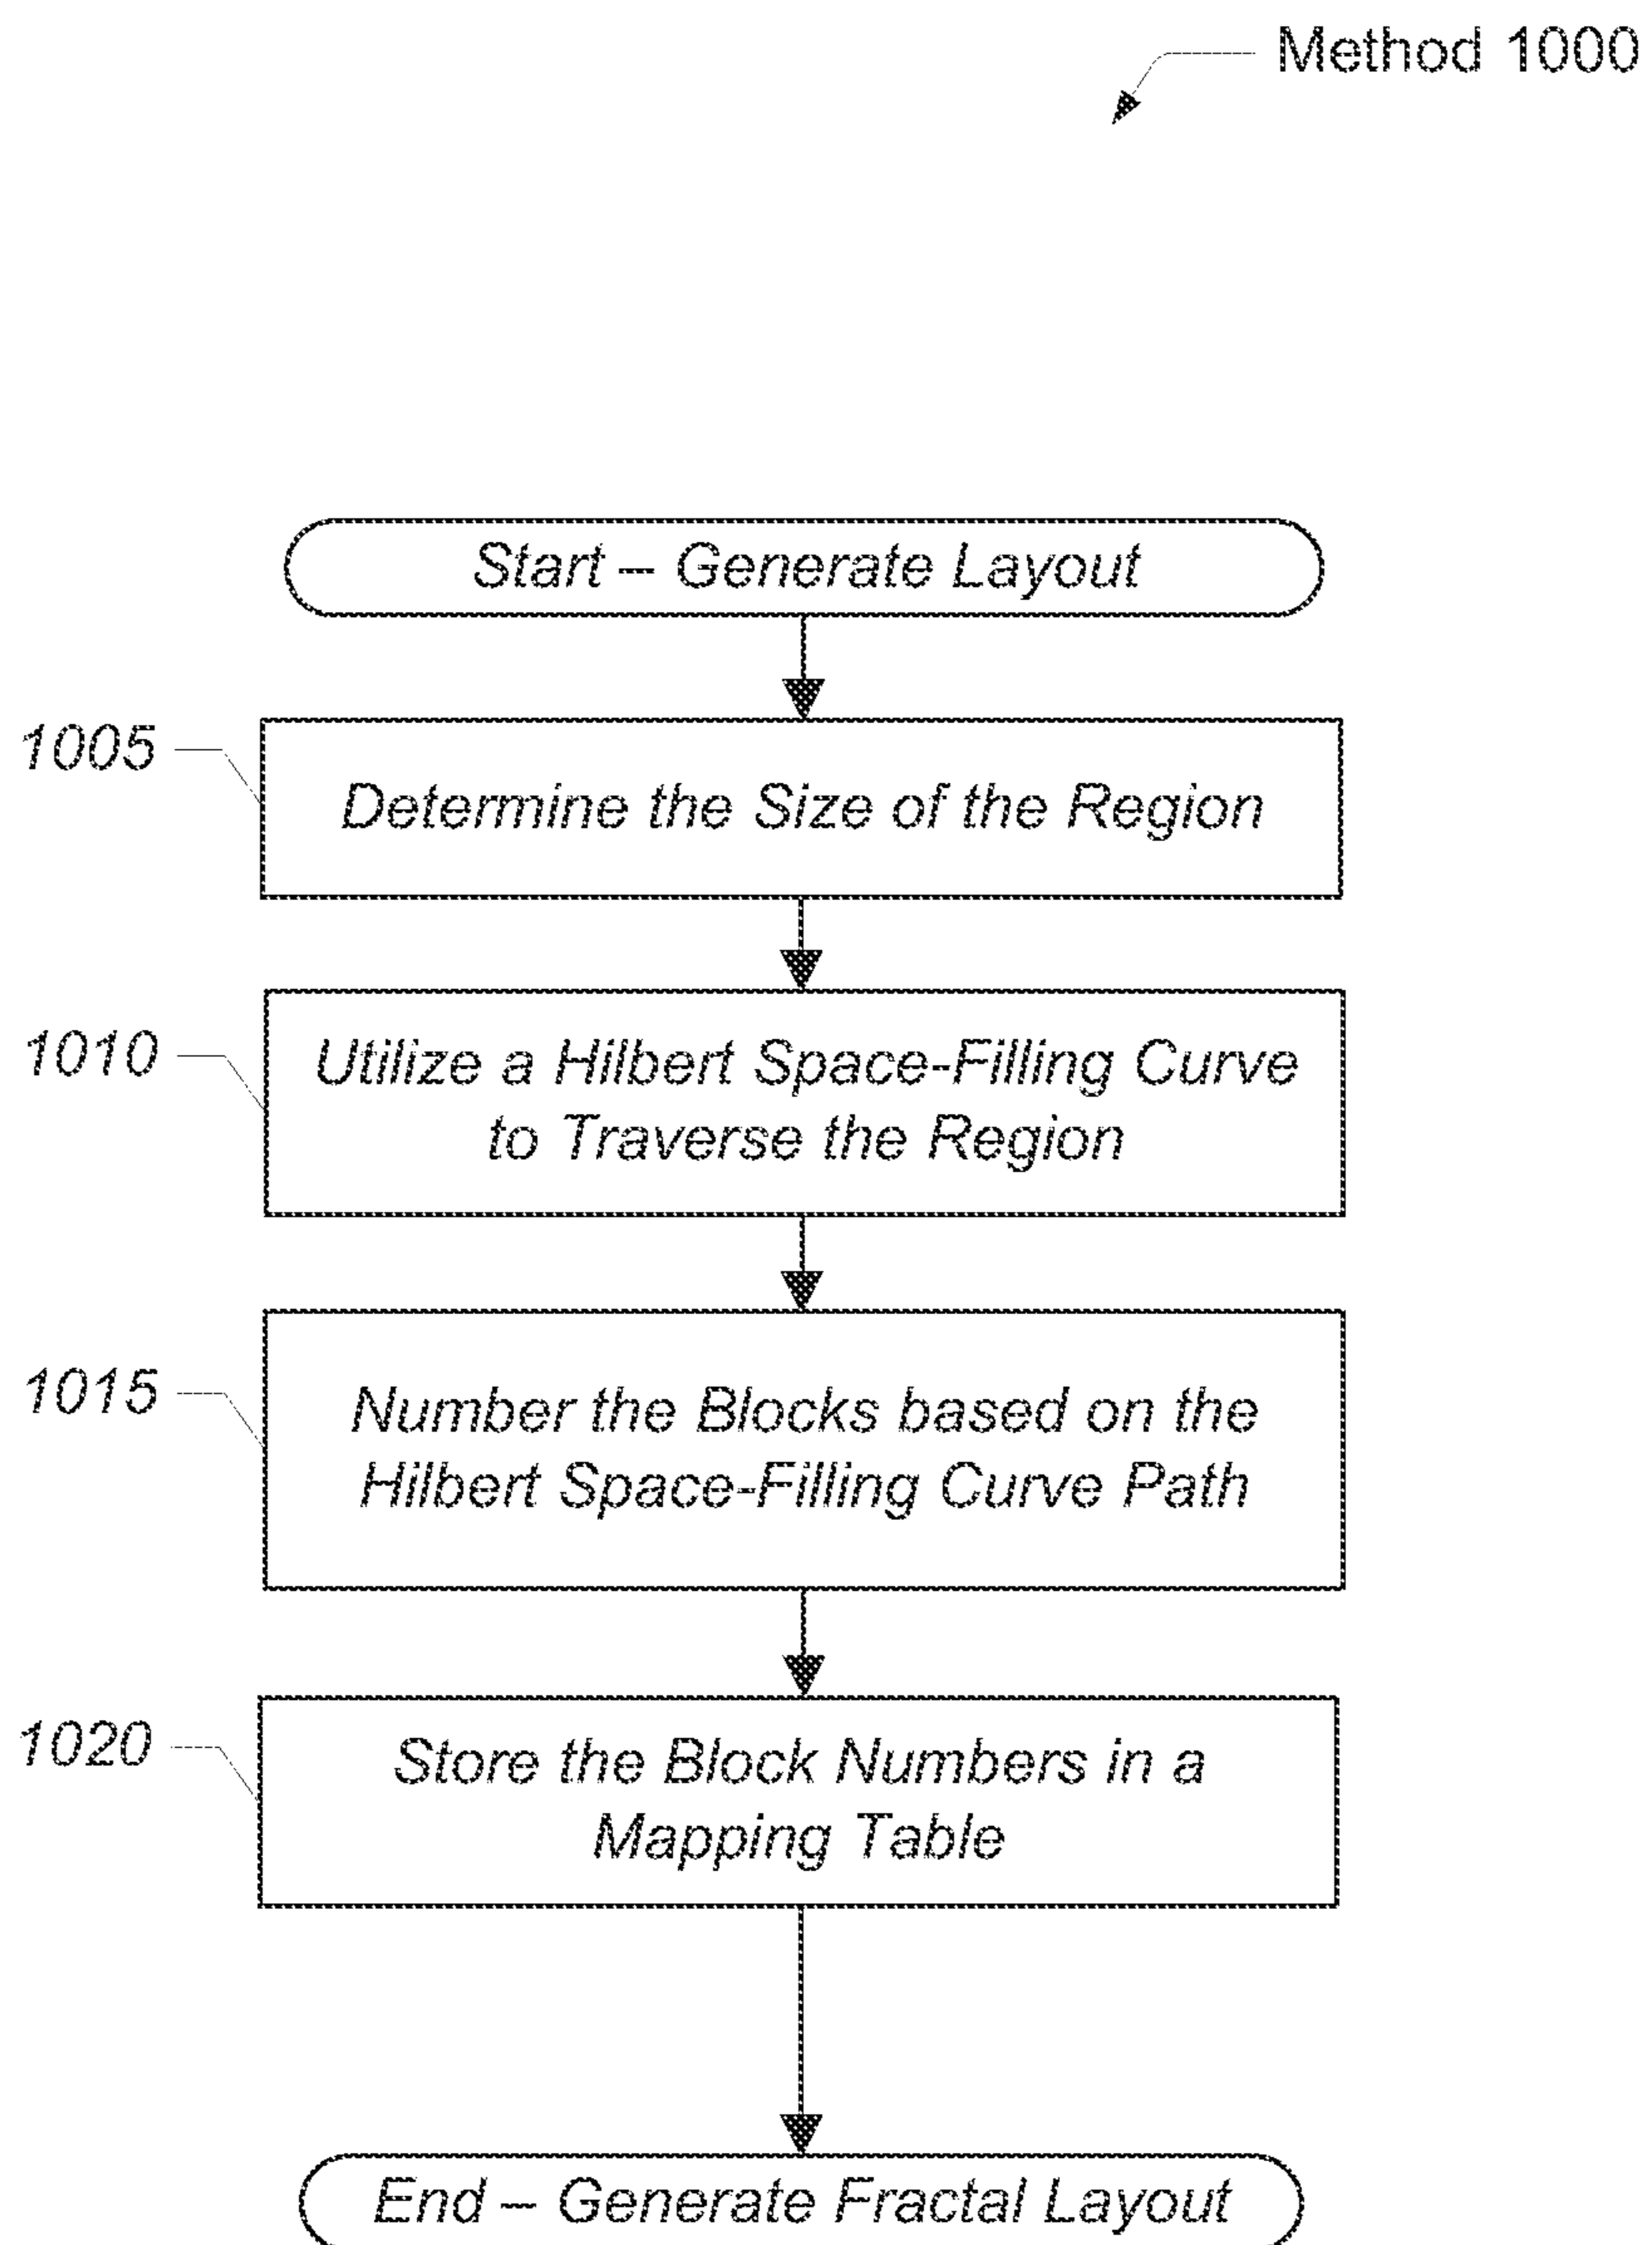 Method 1000
Start – Generate Layout
1005
Determine the Size of the Region
1010
Utilize a Hilbert Space-Filling Curve
to Traverse the Region
1015
Number the Blocks based on the
Hilbert Space-Filling Curve Path
1020
Store the Block Numbers in a
Mapping Table
End – Generate Fractal Layout